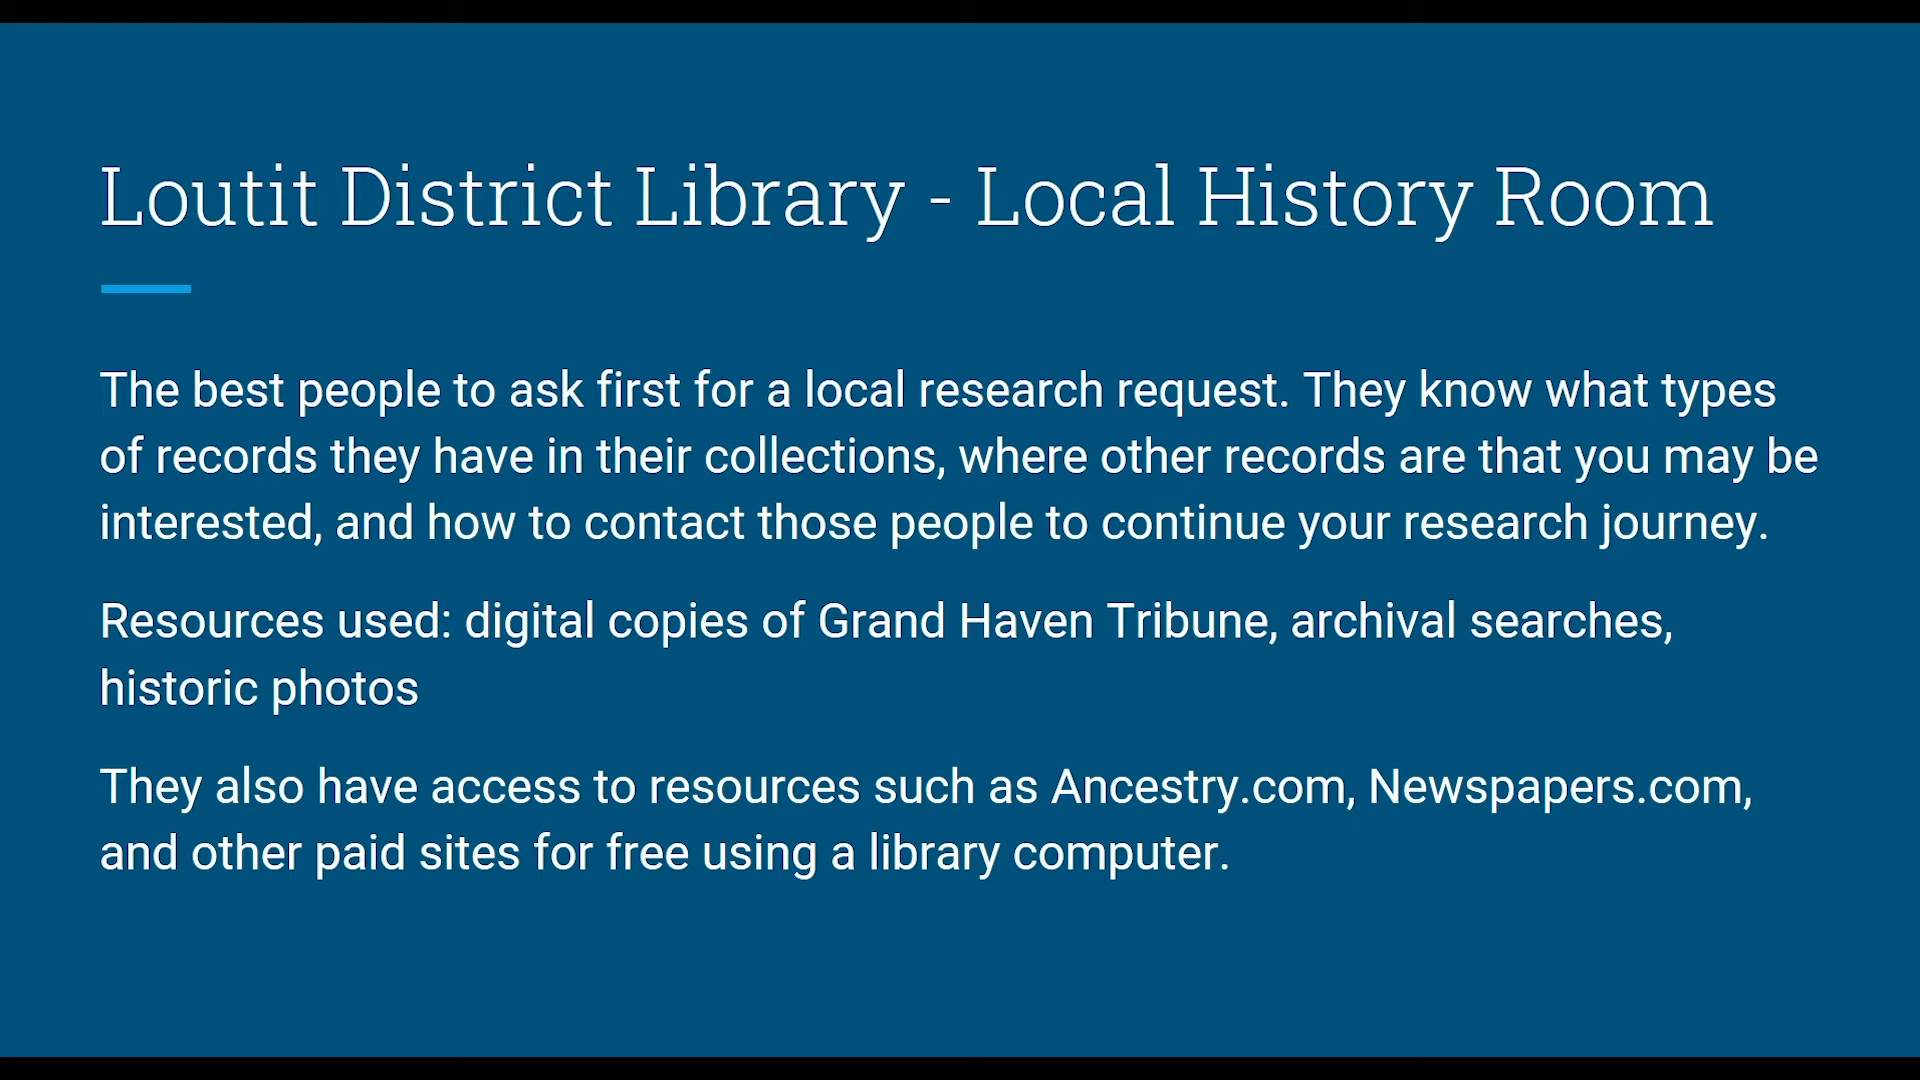 Loutit District Library - Local History Room
The best people to ask first for a local research request. They know what types
of records they have in their collections, where other records are that you may be
interested, and how to contact those people to continue your research journey.
Resources used: digital copies of Grand Haven Tribune, archival searches,
historic photos
They also have access to resources such as Ancestry.com, Newspapers.com,
and other paid sites for free using a library computer.